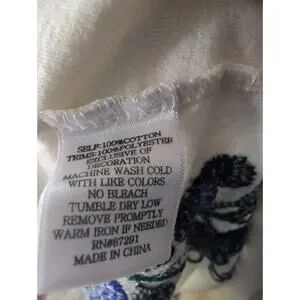 SELF: 100%COTTON
TRIMS: 100%POLYESTER
EXCLUSIVE OF
DECORATION
MACHINE WASH COLD
WITH LIKE COLORS
NO BLEACH
TUMBLE DRY LOW
REMOVE PROMPTLY
WARM IRON IF NEEDED
RN#87291
MADE IN CHINA